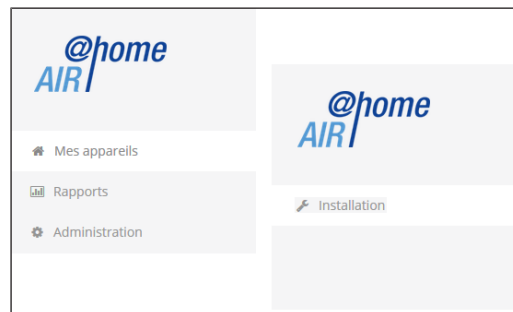 @home
AIR
Mes appareils
Rapports
Administration
@home
AIR
Installation